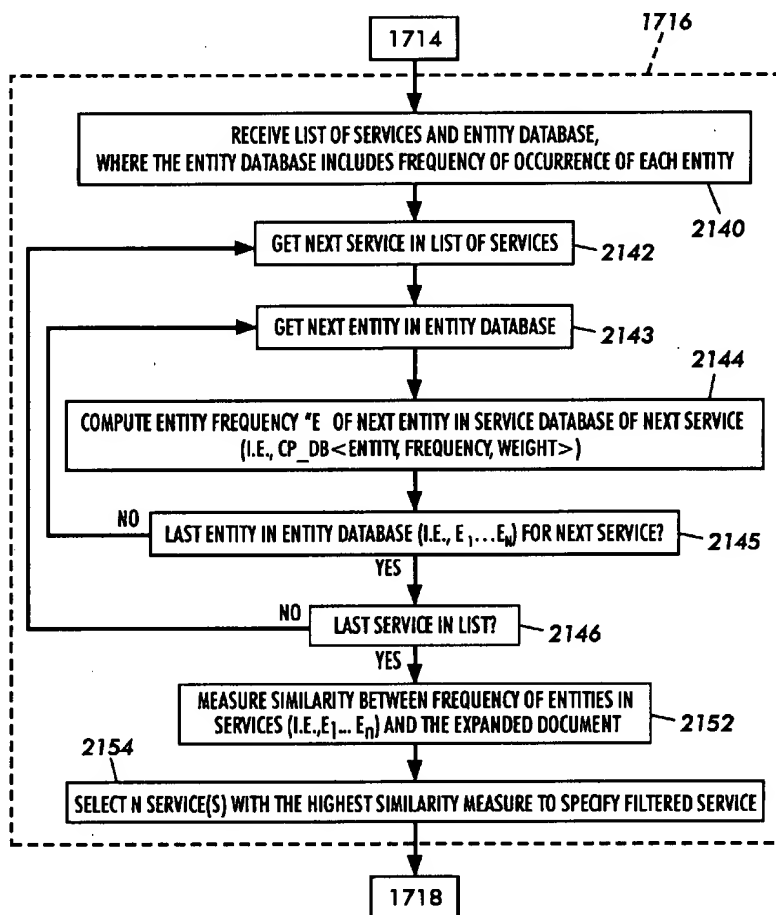 1714
1716
RECEIVE LIST OF SERVICES AND ENTITY DATABASE,
WHERE THE ENTITY DATABASE INCLUDES FREQUENCY OF OCCURRENCE OF EACH ENTITY
2140
GET NEXT SERVICE IN LIST OF SERVICES
2142
GET NEXT ENTITY IN ENTITY DATABASE
2143
2144
COMPUTE ENTITY FREQUENCY "E OF NEXT ENTITY IN SERVICE DATABASE OF NEXT SERVICE
(I.E., CP_DB<ENTITY, FREQUENCY, WEIGHT>)
NO
LAST ENTITY IN ENTITY DATABASE (I.E., E1...EN) FOR NEXT SERVICE?
2145
YES
NO
LAST SERVICE IN LIST?
2146
YES
MEASURE SIMILARITY BETWEEN FREQUENCY OF ENTITIES IN
SERVICES (I.E.,E1... En) AND THE EXPANDED DOCUMENT
2152
2154
SELECT N SERVICE(S) WITH THE HIGHEST SIMILARITY MEASURE TO SPECIFY FILTERED SERVICE
1718